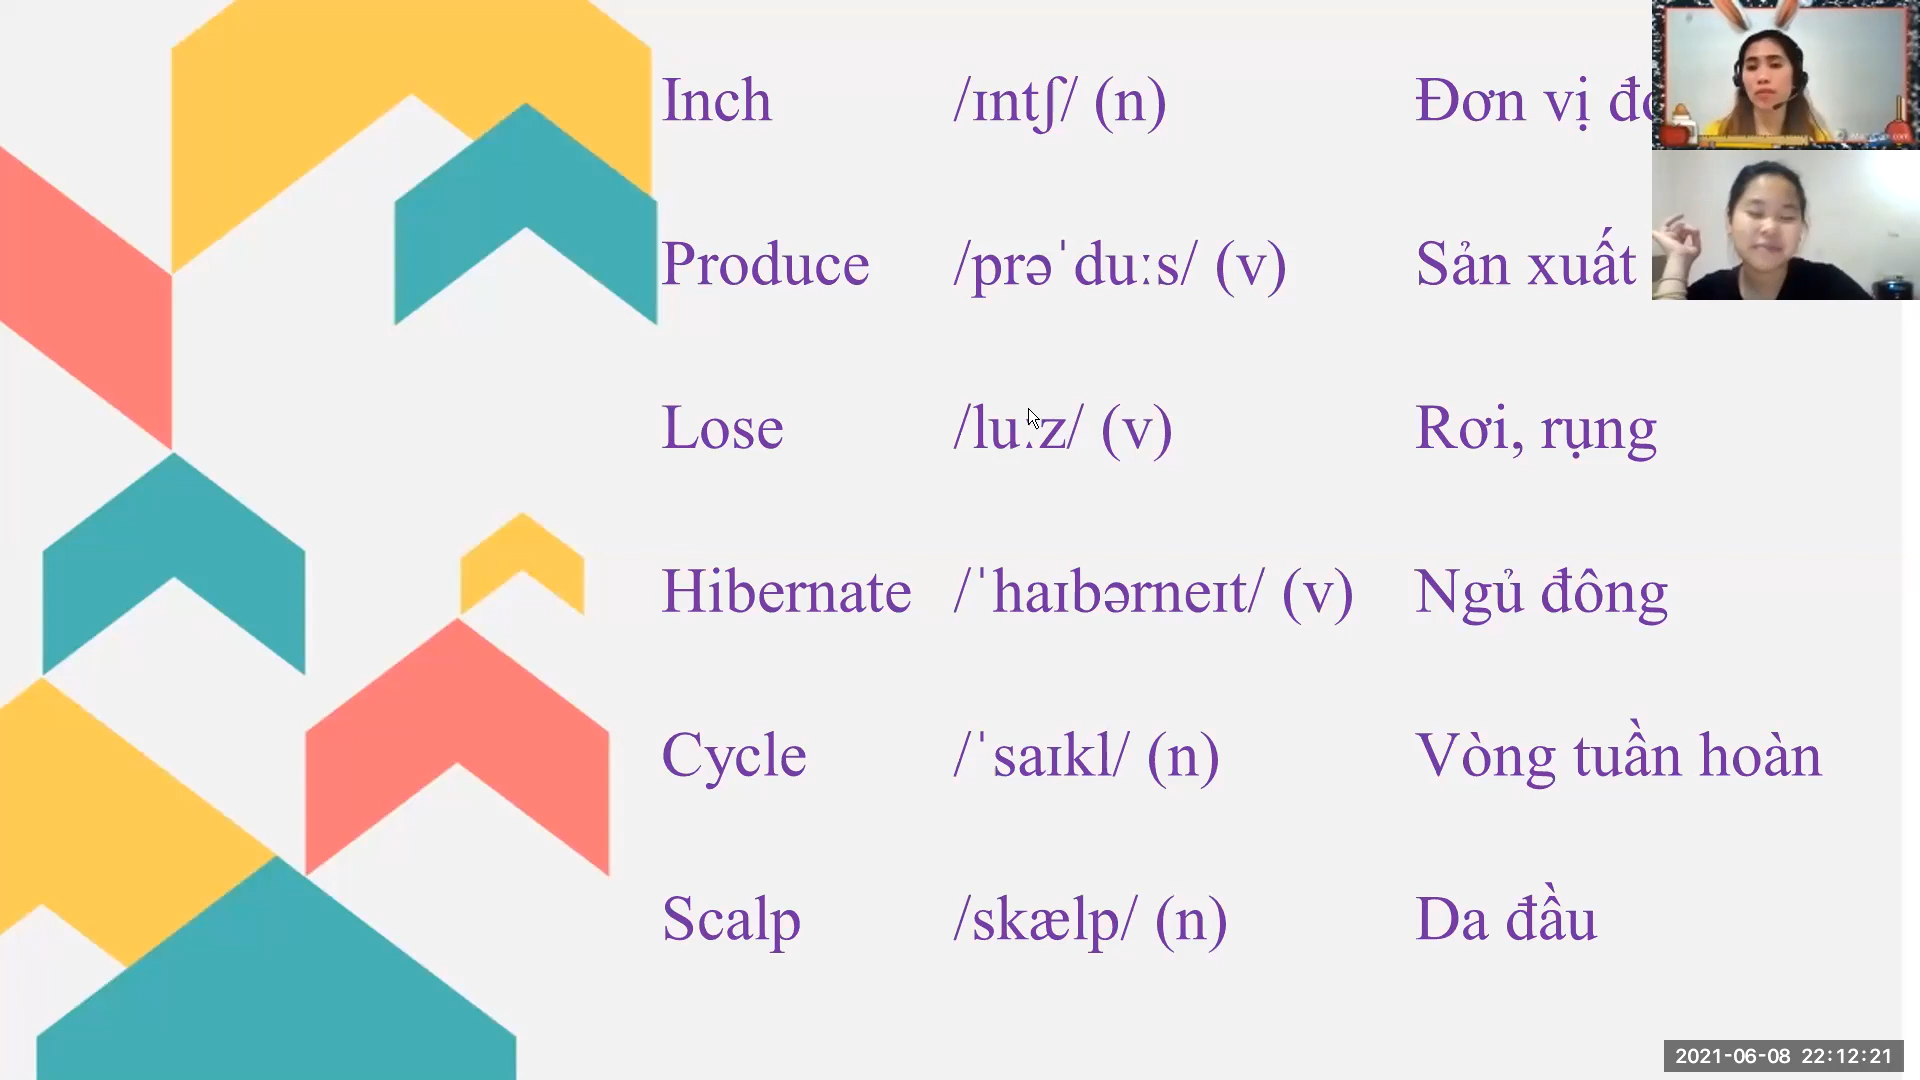 Inch /ɪntʃ/ (n) Đơn vị
Produce /prəˈduːs/ (v) Sản xuất
Lose /luːz/ (v) Rơi, rụng
Hibernate /ˈhaɪbərneɪt/ (v) Ngủ đông
Cycle /ˈsaɪkl/ (n) Vòng tuần hoàn
Scalp /skælp/ (n) Da đầu
2021-06-08 22:12:21